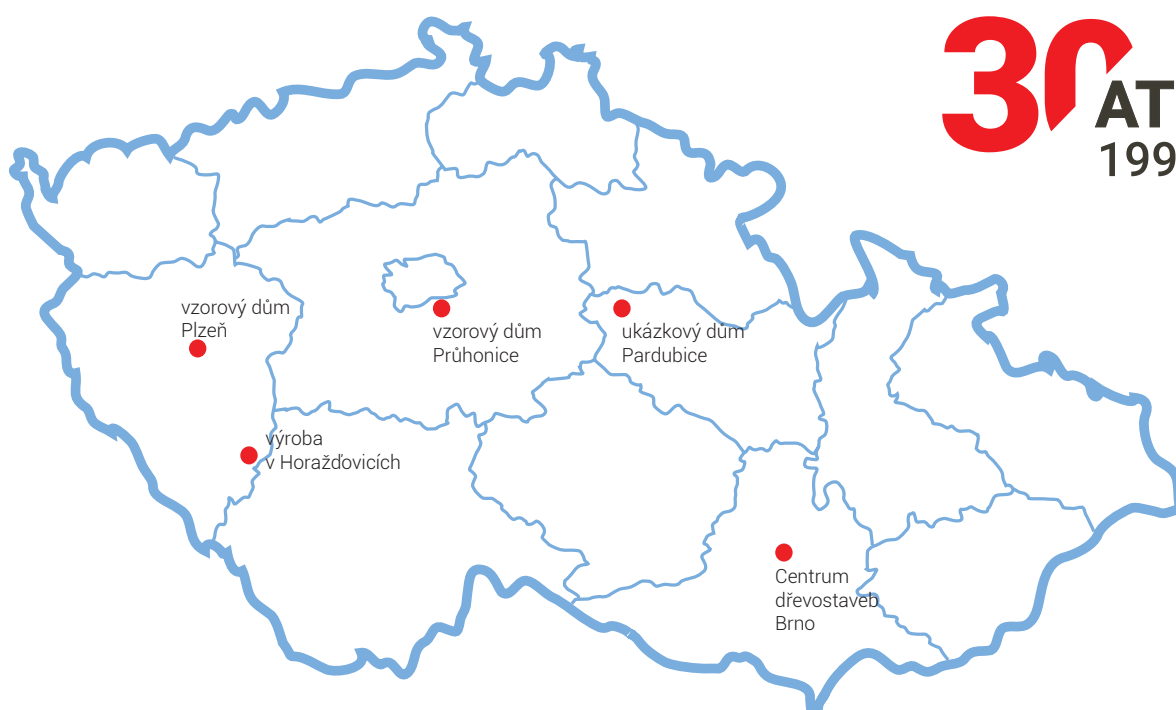 30
AT
199
vzorový dům
Plzeň
vzorový dům
Průhonice
ukázkový dům
Pardubice
výroba
v Horažďovicích
Centrum
dřevostaveb
Brno